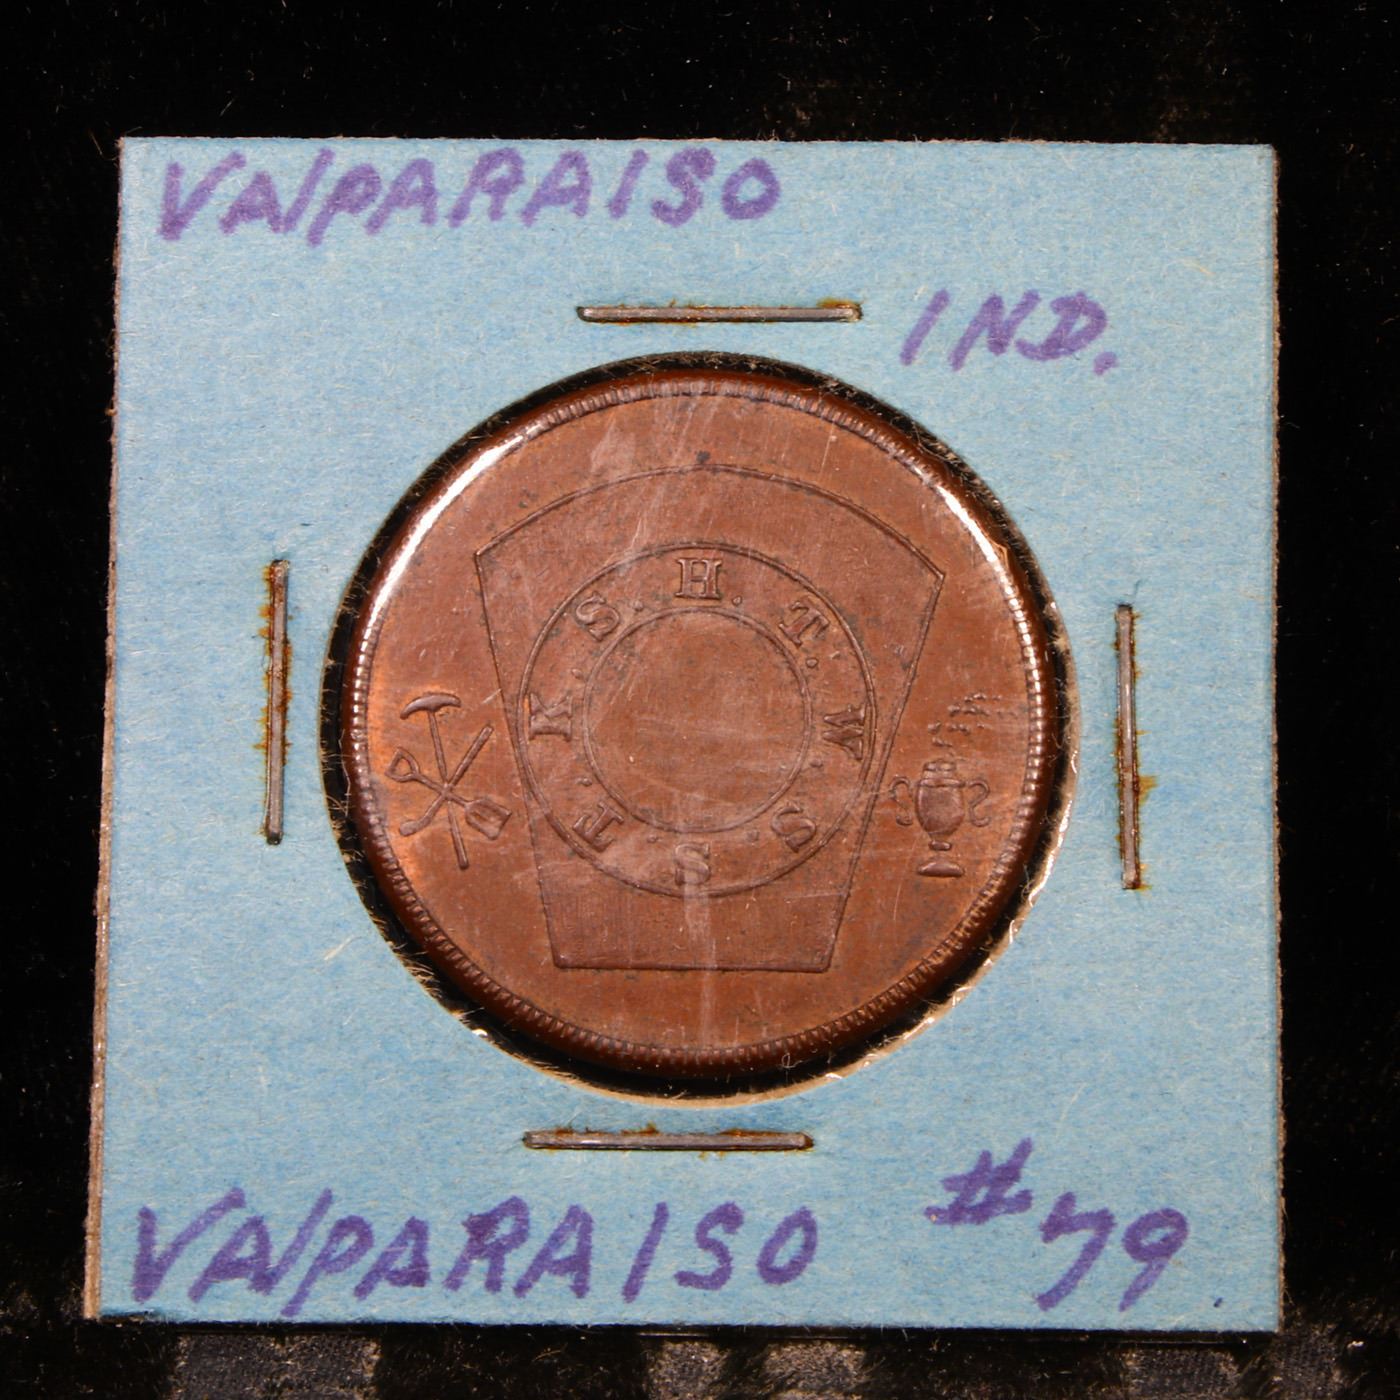 VAlPARAISO
IND.
H. T. W. S. S. T. K. S.
VAlPARAISO #79